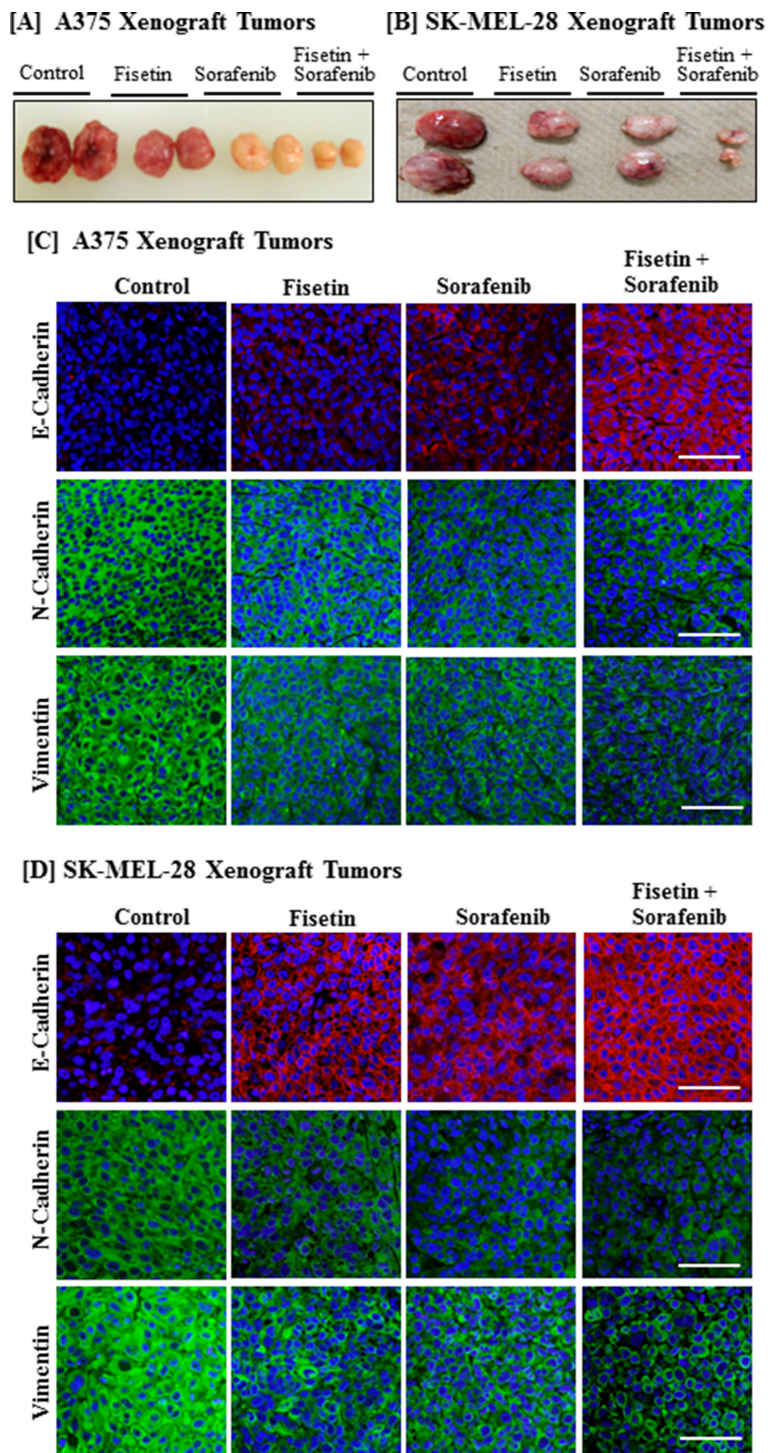 [A] A375 Xenograft Tumors
Control Fisetin Sorafenib Fisetin +
Sorafenib
[B] SK-MEL-28 Xenograft Tumors
Control Fisetin Sorafenib Fisetin +
Sorafenib
[C] A375 Xenograft Tumors
Control Fisetin Sorafenib Fisetin +
Sorafenib
E-Cadherin
N-Cadherin
Vimentin
[D] SK-MEL-28 Xenograft Tumors
Control Fisetin Sorafenib Fisetin +
Sorafenib
E-Cadherin
N-Cadherin
Vimentin